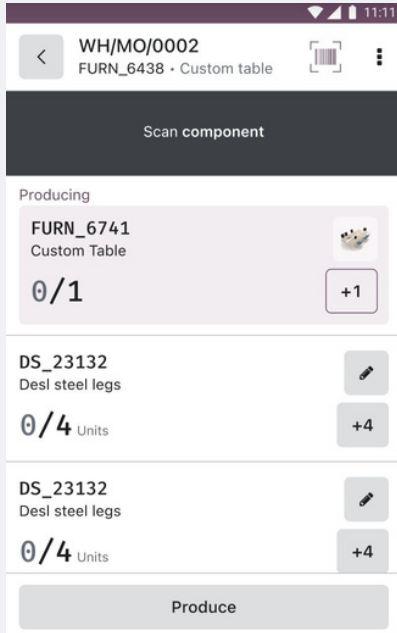 11:11
WH/MO/0002
FURN_6438 · Custom table
Scan component
Producing
FURN_6741
Custom Table
0/1
+1
DS_23132
Desl steel legs
0/4 Units
+4
DS_23132
Desl steel legs
0/4 Units
+4
Produce